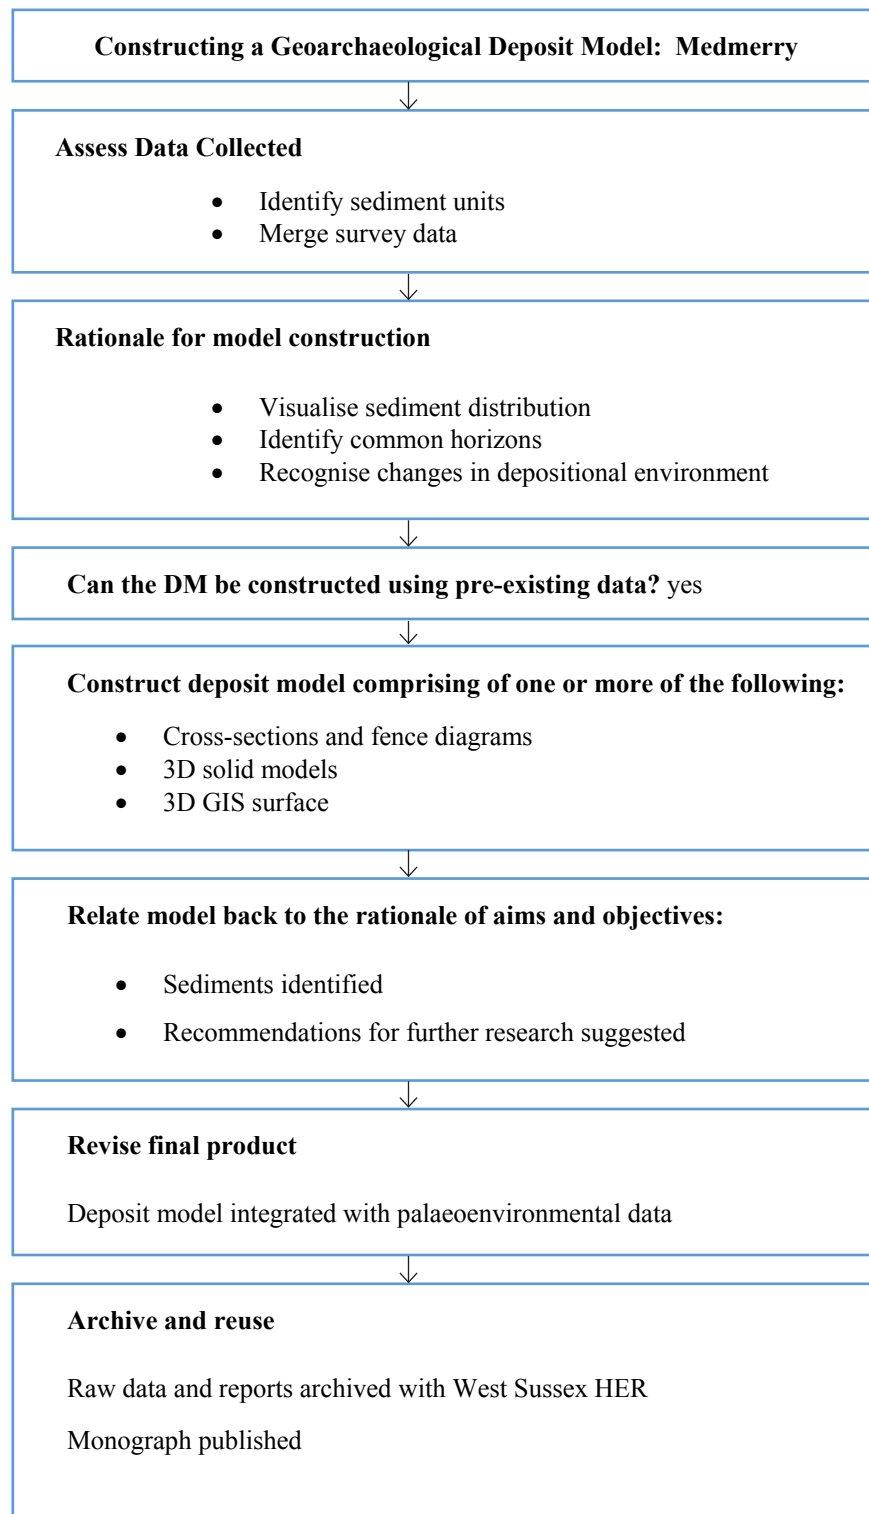 Constructing a Geoarchaeological Deposit Model:  Medmerry
Assess Data Collected
• Identify sediment units
• Merge survey data
Rationale for model construction
• Visualise sediment distribution
• Identify common horizons
• Recognise changes in depositional environment
Can the DM be constructed using pre-existing data? yes
Construct deposit model comprising of one or more of the following:
• Cross-sections and fence diagrams
• 3D solid models
• 3D GIS surface
Relate model back to the rationale of aims and objectives:
• Sediments identified
• Recommendations for further research suggested
Revise final product
Deposit model integrated with palaeoenvironmental data
Archive and reuse
Raw data and reports archived with West Sussex HER
Monograph published